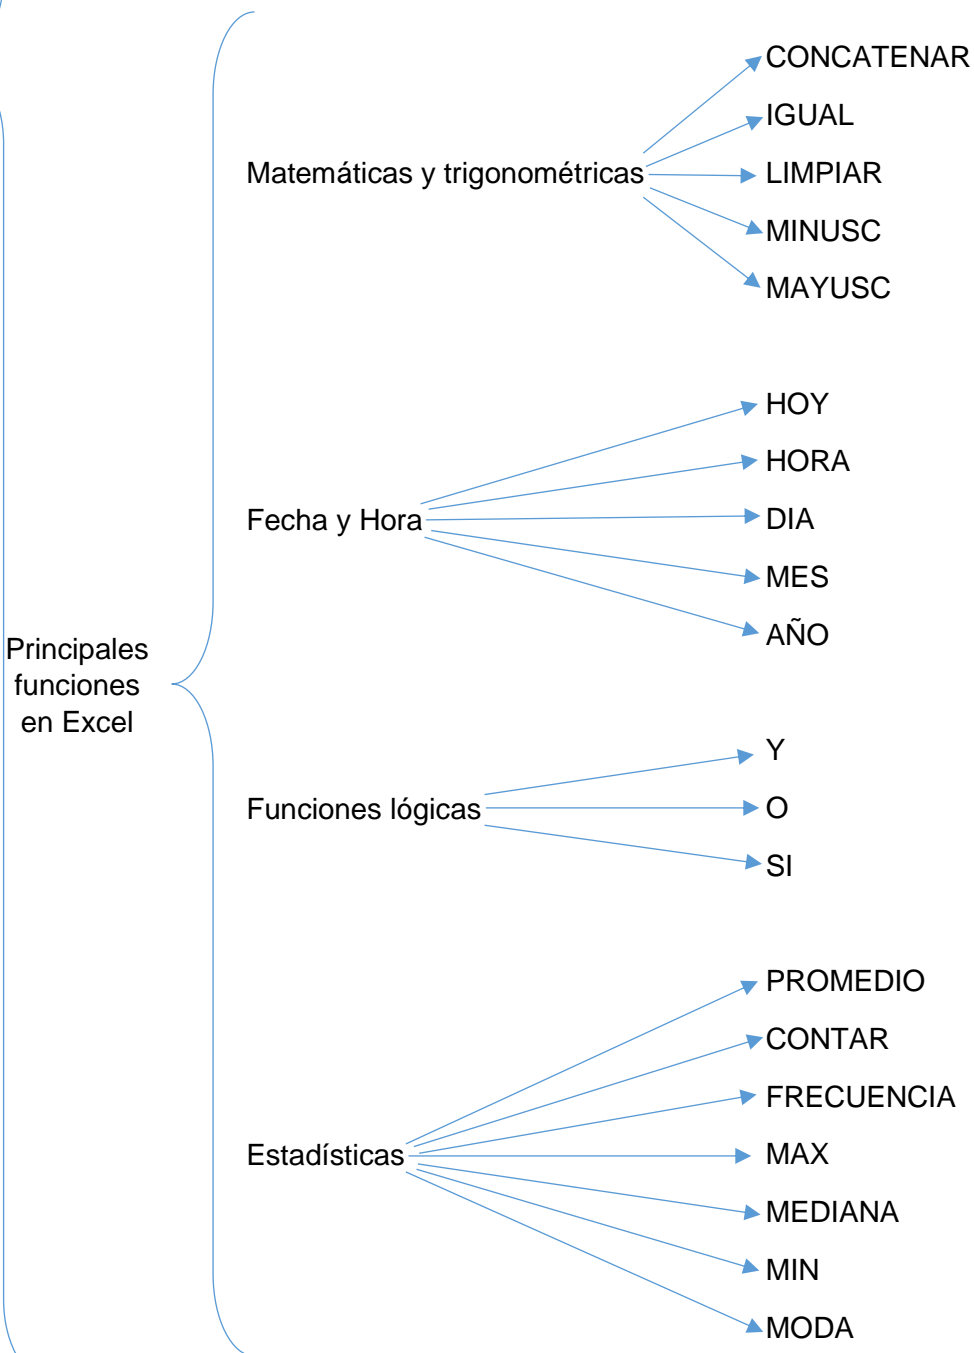 Principales
funciones
en Excel
Matemáticas y trigonométricas
CONCATENAR
IGUAL
LIMPIAR
MINUSC
MAYUSC
Fecha y Hora
HOY
HORA
DIA
MES
AÑO
Funciones lógicas
Y
O
SI
Estadísticas
PROMEDIO
CONTAR
FRECUENCIA
MAX
MEDIANA
MIN
MODA